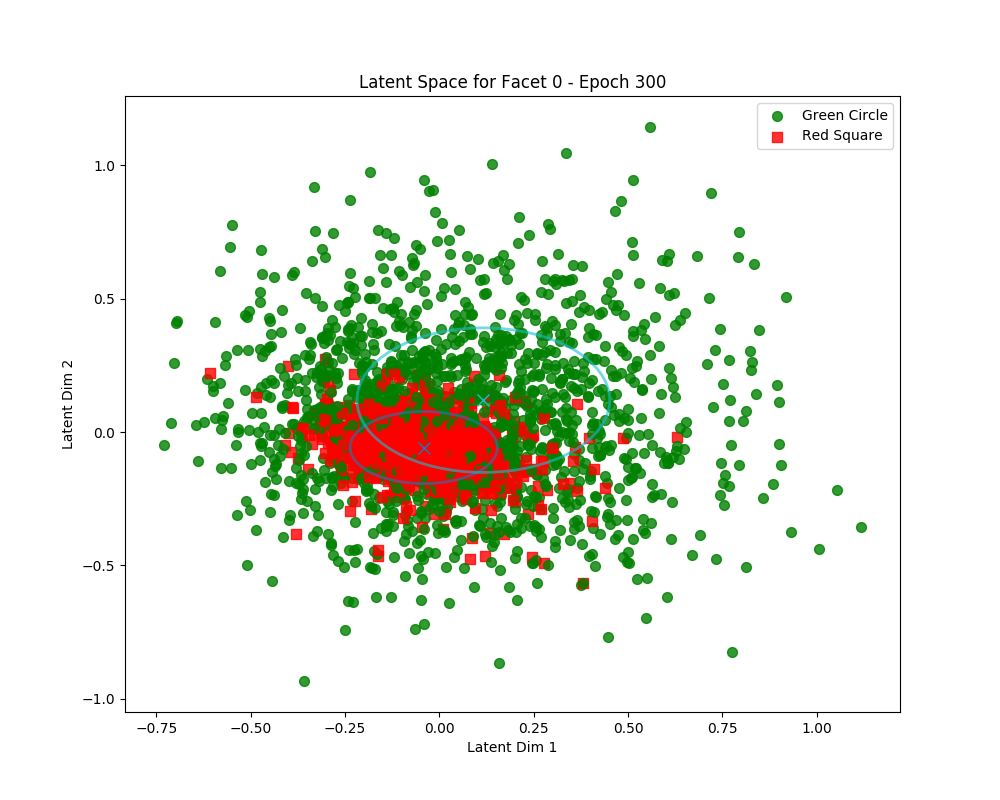 Latent Space for Facet 0 - Epoch 300
Green Circle
Red Square
1.0
0.5
0.0
−0.5
−1.0
Latent Dim 2
−0.75
−0.50
−0.25
0.00
0.25
0.50
0.75
1.00
Latent Dim 1